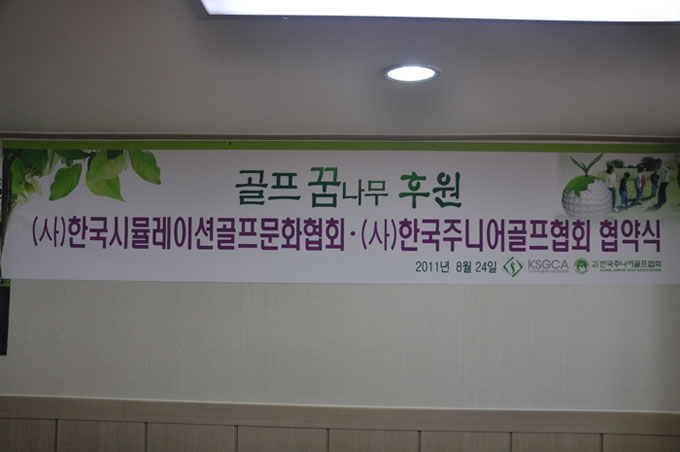 골프 꿈나무 후원
(사)한국시뮬레이션골프문화협회·(사)한국주니어골프협회 협약식
2011년 8월 24일 KSGCA 한국주니어골프협회